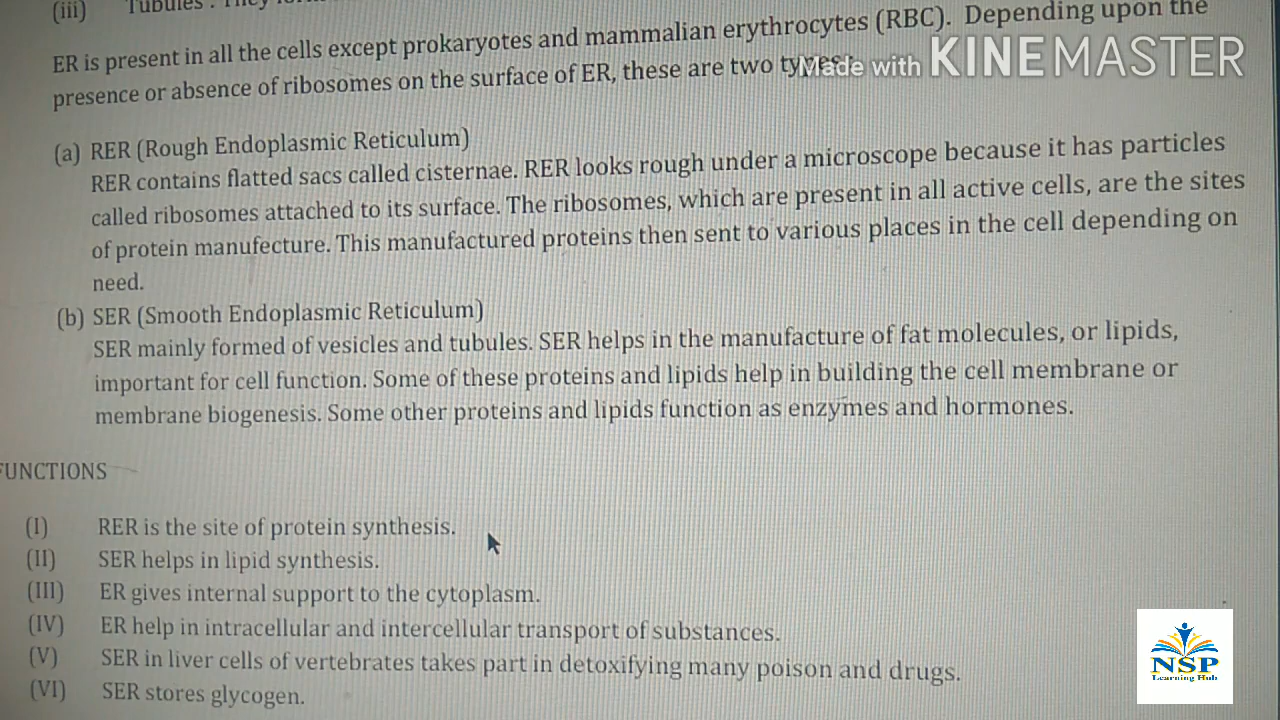 (iii) Tubules : They
ER is present in all the cells except prokaryotes and mammalian erythrocytes (RBC). Depending upon the
presence or absence of ribosomes on the surface of ER, these are two types:
Made with KINEMASTER
(a) RER (Rough Endoplasmic Reticulum)
RER contains flatted sacs called cisternae. RER looks rough under a microscope because it has particles
called ribosomes attached to its surface. The ribosomes, which are present in all active cells, are the sites
of protein manufecture. This manufactured proteins then sent to various places in the cell depending on
need.
(b) SER (Smooth Endoplasmic Reticulum)
SER mainly formed of vesicles and tubules. SER helps in the manufacture of fat molecules, or lipids,
important for cell function. Some of these proteins and lipids help in building the cell membrane or
membrane biogenesis. Some other proteins and lipids function as enzymes and hormones.
FUNCTIONS
(I) RER is the site of protein synthesis.
(II) SER helps in lipid synthesis.
(III) ER gives internal support to the cytoplasm.
(IV) ER help in intracellular and intercellular transport of substances.
(V) SER in liver cells of vertebrates takes part in detoxifying many poison and drugs.
(VI) SER stores glycogen.
NSP
Learning Hub